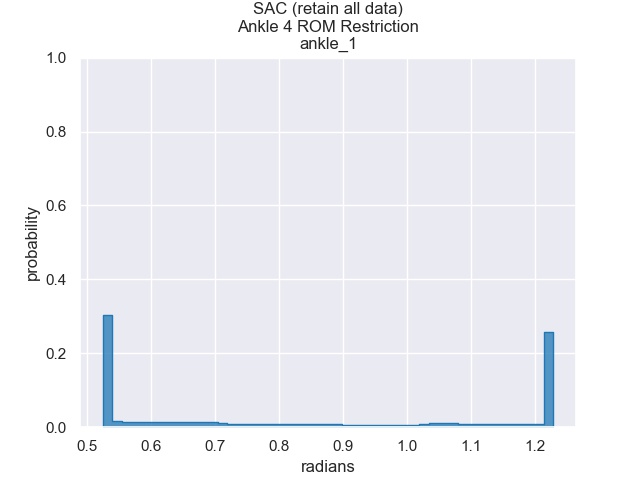 SAC (retain all data)
Ankle 4 ROM Restriction
ankle_1
1.0
0.8
0.6
0.4
0.2
0.0
probability
0.5 0.6 0.7 0.8 0.9 1.0 1.1 1.2
radians